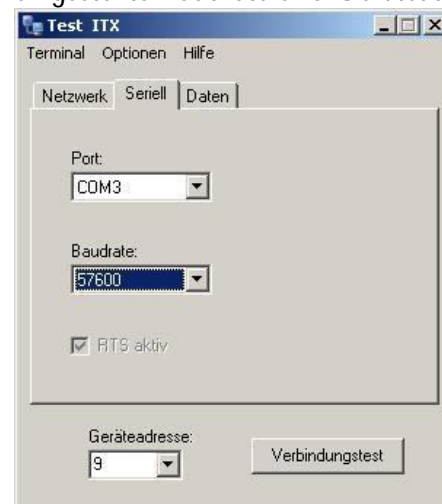 Test ITX
Terminal Optionen Hilfe
Netzwerk Seriell Daten
Port:
COM3
Baudrate:
57600
RTS aktiv
Geräteadresse:
9
Verbindungstest